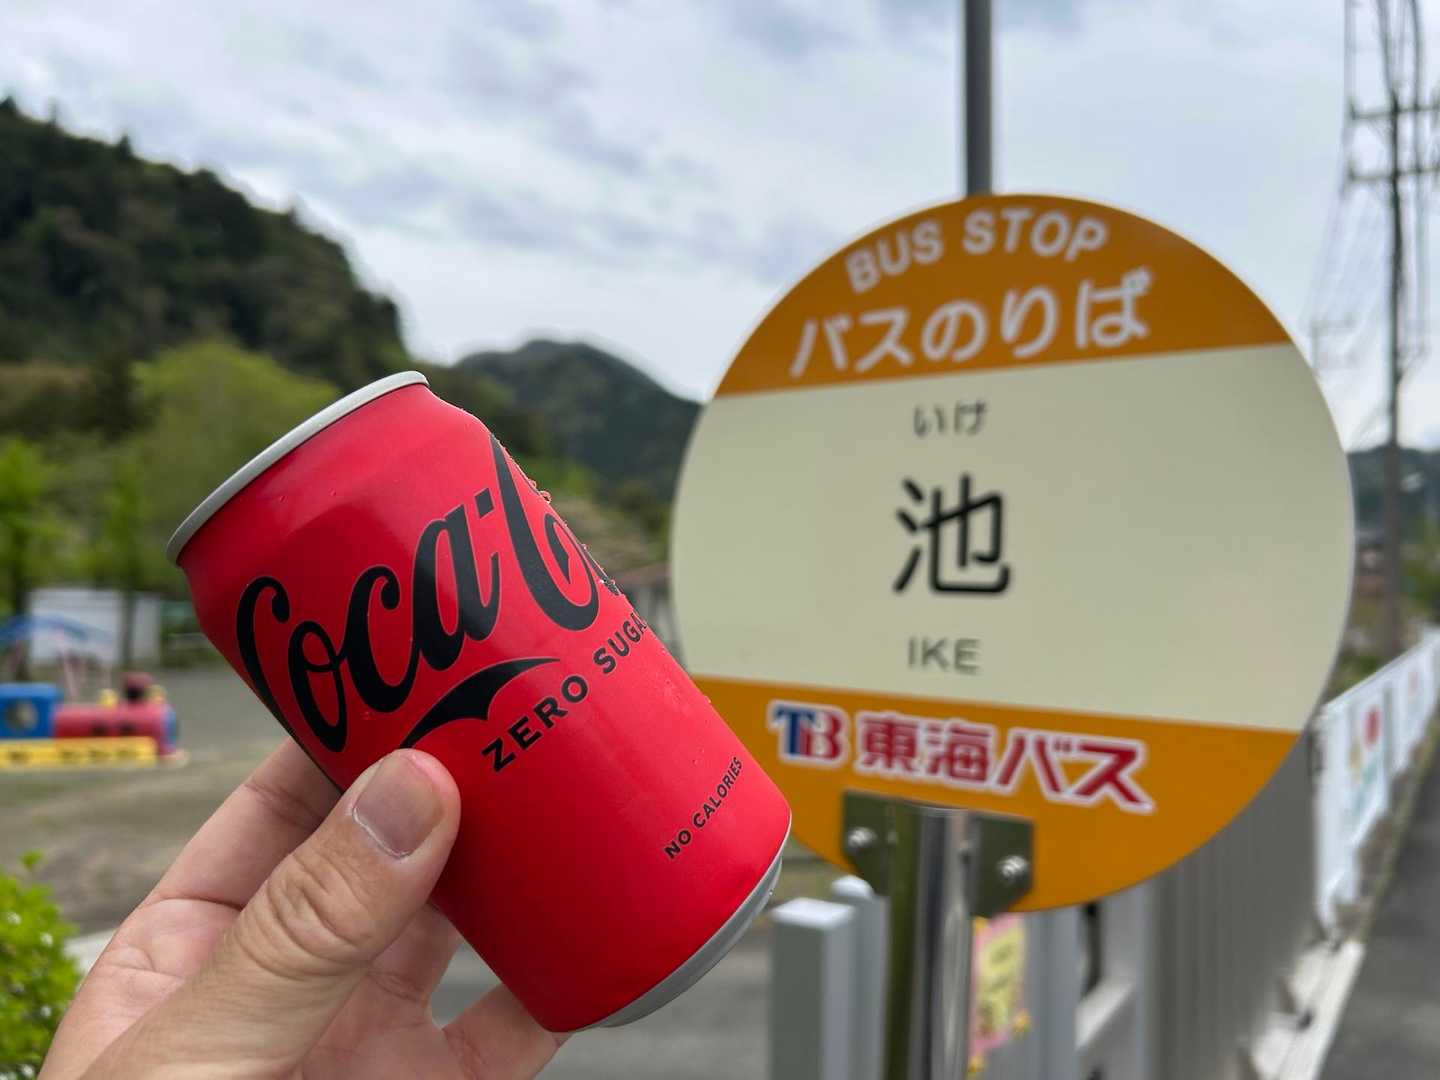 Coca-C
ZERO SUGA
NO CALORIES
BUS STOP
バスのりば
いけ
池
IKE
TB 東海バス